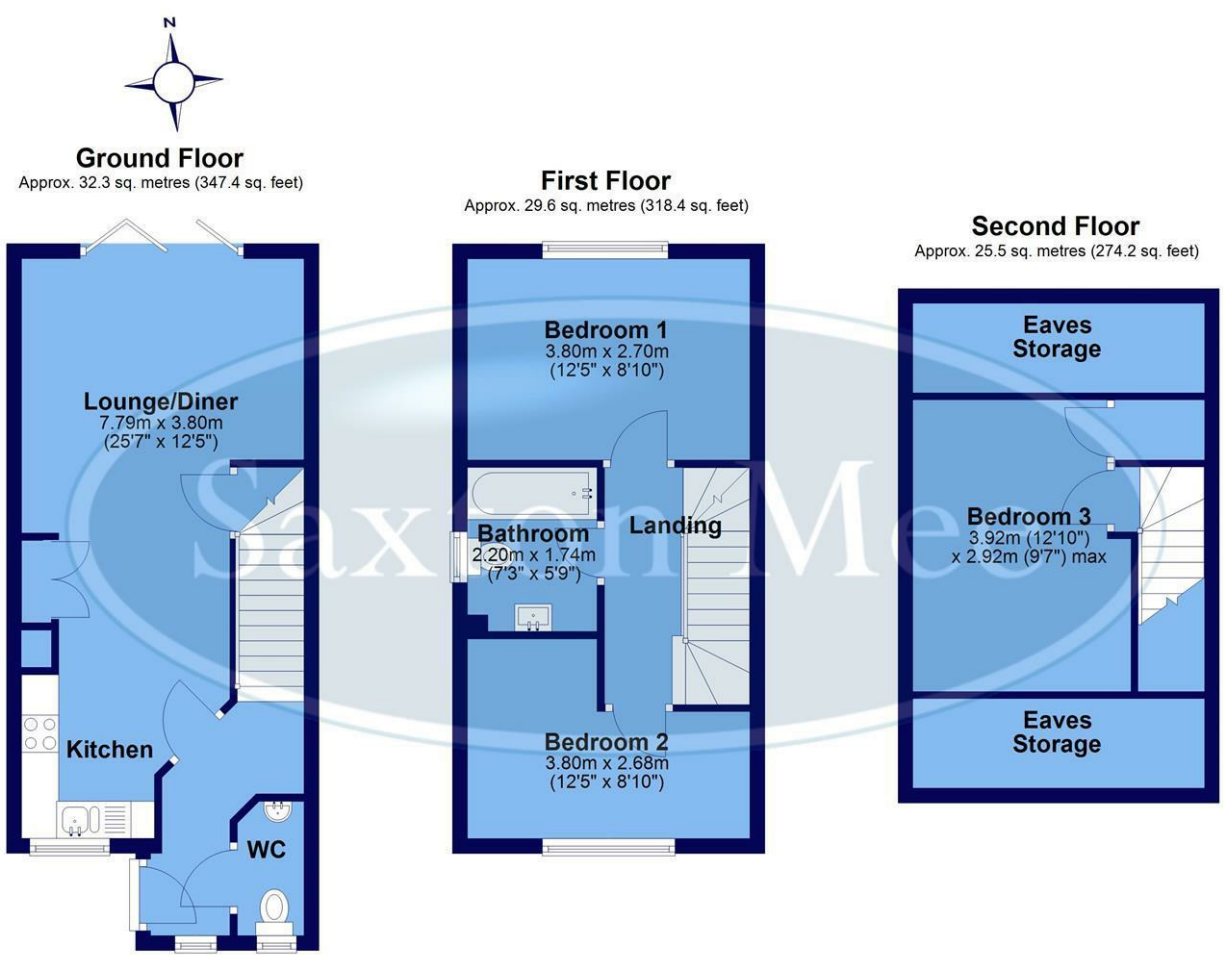 N
Ground Floor
Approx. 32.3 sq. metres (347.4 sq. feet)
Lounge/Diner
7.79m x 3.80m
(25'7" x 12'5")
Kitchen
WC
First Floor
Approx. 29.6 sq. metres (318.4 sq. feet)
Bedroom 1
3.80m x 2.70m
(12'5" x 8'10")
Bathroom
2.20m x 1.74m
(7'3" x 5'9")
Landing
Bedroom 2
3.80m x 2.68m
(12'5" x 8'10")
Second Floor
Approx. 25.5 sq. metres (274.2 sq. feet)
Eaves
Storage
Bedroom 3
3.92m (12'10")
x 2.92m (9'7") max
Eaves
Storage
Saxton Mee